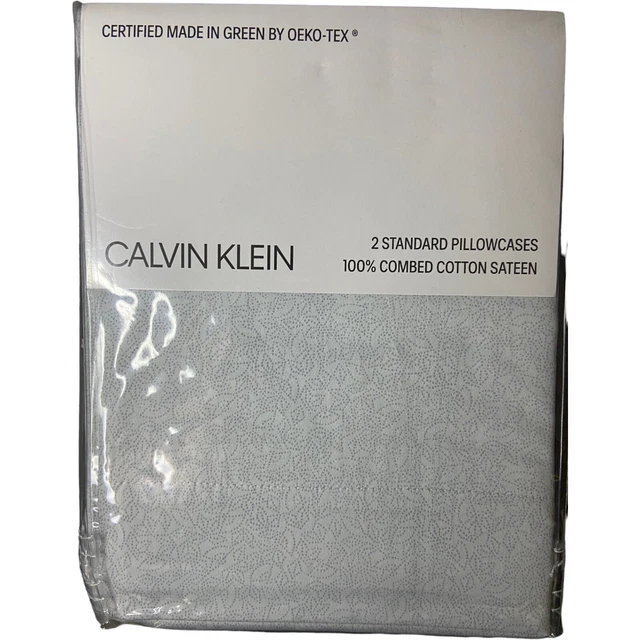 CERTIFIED MADE IN GREEN BY OEKO-TEX ®
CALVIN KLEIN
2 STANDARD PILLOWCASES
100% COMBED COTTON SATEEN